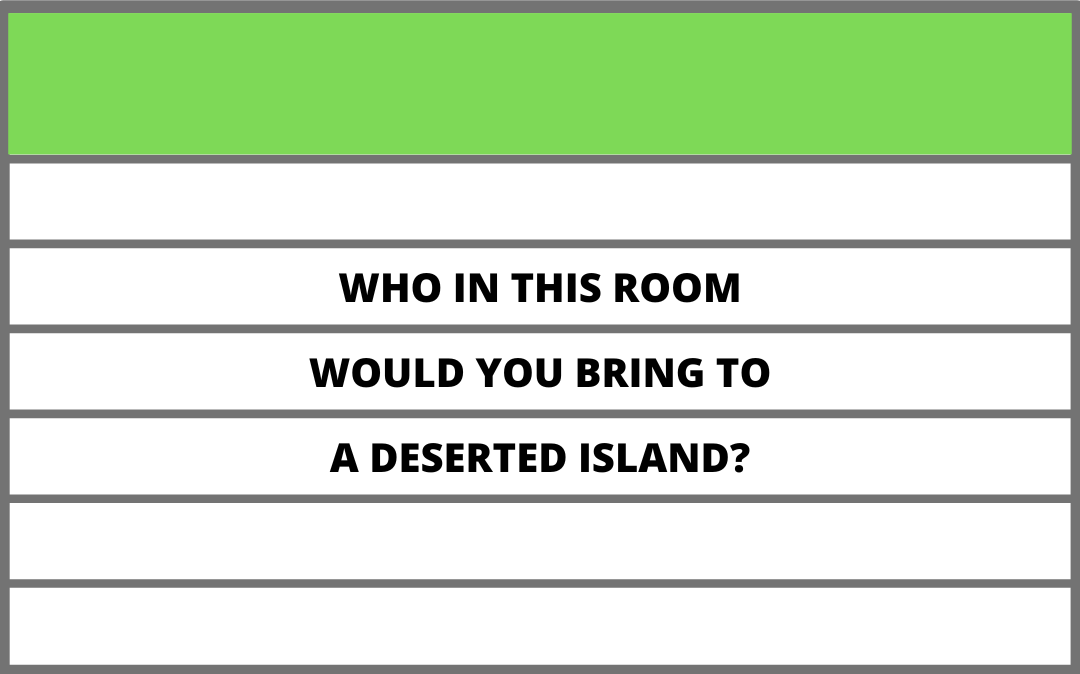 WHO IN THIS ROOM
WOULD YOU BRING TO
A DESERTED ISLAND?